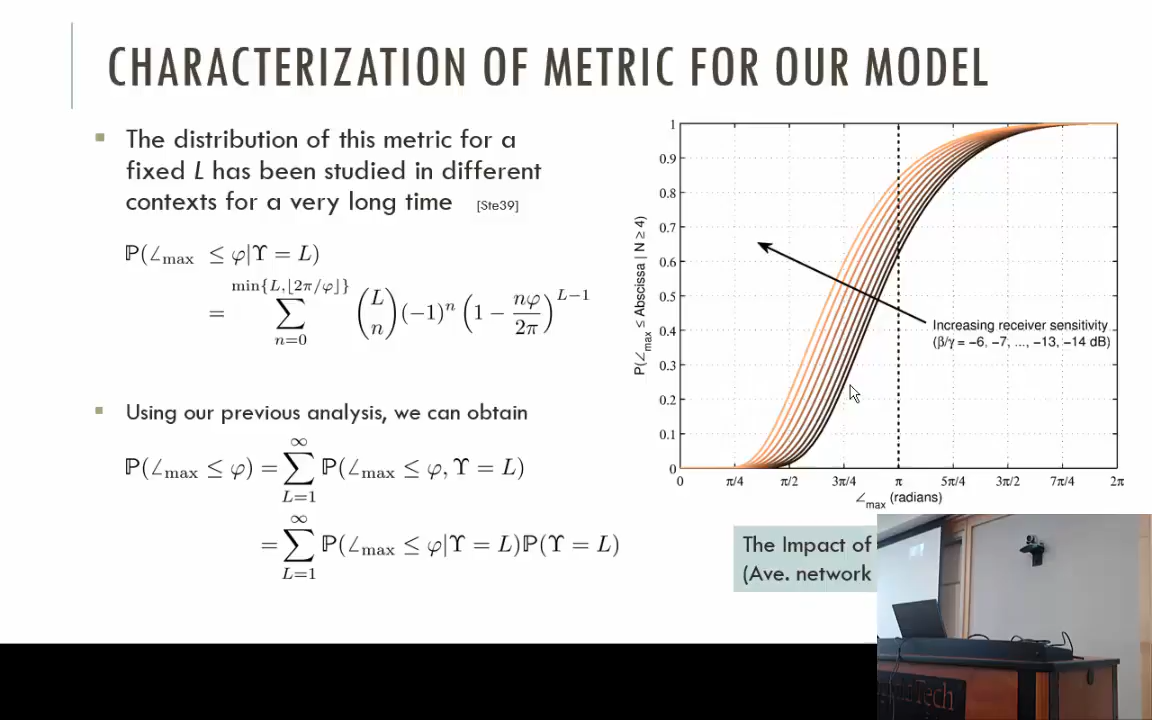 CHARACTERIZATION OF METRIC FOR OUR MODEL
▪ The distribution of this metric for a
fixed L has been studied in different
contexts for a very long time [Ste39]
ℙ(∠max ≤ φ|Υ = L)
= ∑_{n=0}^{min{L,⌊2π/φ⌋}} (L n) (−1)^n (1 − nφ/2π)^{L−1}
▪ Using our previous analysis, we can obtain
ℙ(∠max ≤ φ) = ∑_{L=1}^{∞} ℙ(∠max ≤ φ, Υ = L)
= ∑_{L=1}^{∞} ℙ(∠max ≤ φ|Υ = L)ℙ(Υ = L)
P(∠max ≤ Abscissa | N ≥ 4)
1
0.9
0.8
0.7
0.6
0.5
0.4
0.3
0.2
0.1
0
Increasing receiver sensitivity
(β/γ = −6, −7, ..., −13, −14 dB)
0 π/4 π/2 3π/4 π 5π/4 3π/2 7π/4 2π
∠max (radians)
The Impact of
(Ave. network
Tech